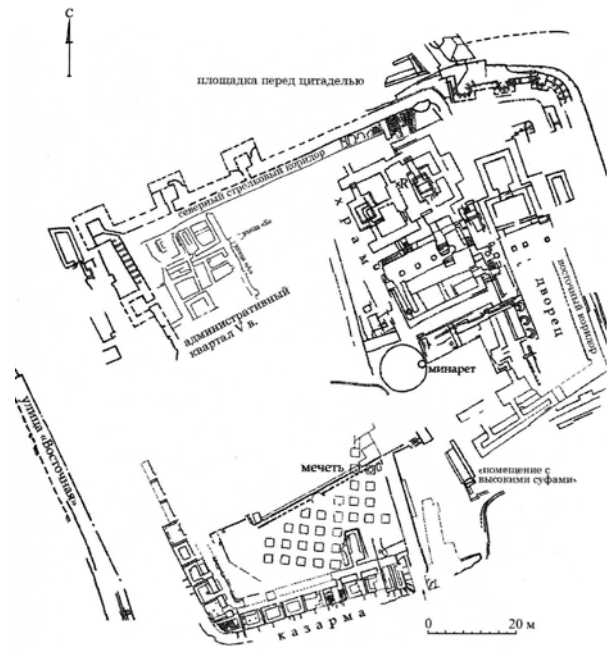 С
площадка перед цитаделью
северный стрелковый коридор
улица «Б»
улица «А»
административный
квартал V в.
храм
R
дворец
восточный коридор
минарет
улица «Восточная»
мечеть
«помещение с
высокими суфами»
казарма
0 20 м